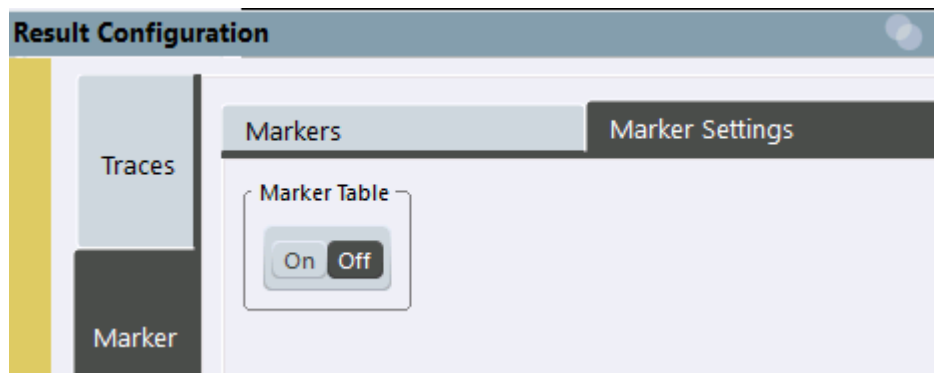 Result Configuration
Traces
Marker
Markers
Marker Settings
Marker Table
On Off